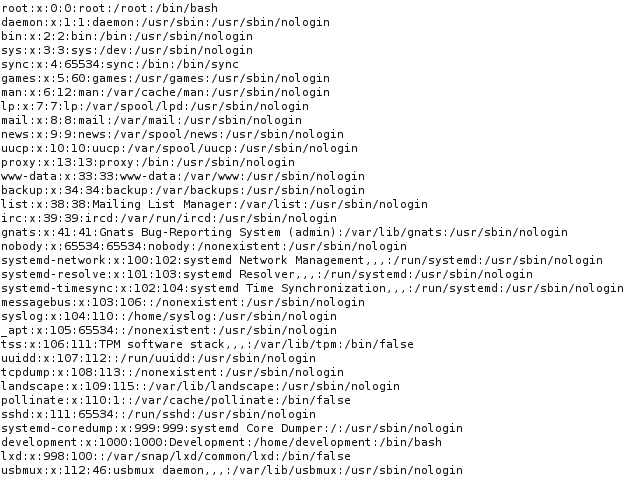 root:x:0:0:root:/root:/bin/bash
daemon:x:1:1:daemon:/usr/sbin:/usr/sbin/nologin
bin:x:2:2:bin:/bin:/usr/sbin/nologin
sys:x:3:3:sys:/dev:/usr/sbin/nologin
sync:x:4:65534:sync:/bin:/bin/sync
games:x:5:60:games:/usr/games:/usr/sbin/nologin
man:x:6:12:man:/var/cache/man:/usr/sbin/nologin
lp:x:7:7:lp:/var/spool/lpd:/usr/sbin/nologin
mail:x:8:8:mail:/var/mail:/usr/sbin/nologin
news:x:9:9:news:/var/spool/news:/usr/sbin/nologin
uucp:x:10:10:uucp:/var/spool/uucp:/usr/sbin/nologin
proxy:x:13:13:proxy:/bin:/usr/sbin/nologin
www-data:x:33:33:www-data:/var/www:/usr/sbin/nologin
backup:x:34:34:backup:/var/backups:/usr/sbin/nologin
list:x:38:38:Mailing List Manager:/var/list:/usr/sbin/nologin
irc:x:39:39:ircd:/var/run/ircd:/usr/sbin/nologin
gnats:x:41:41:Gnats Bug-Reporting System (admin):/var/lib/gnats:/usr/sbin/nologin
nobody:x:65534:65534:nobody:/nonexistent:/usr/sbin/nologin
systemd-network:x:100:102:systemd Network Management,,,:/run/systemd:/usr/sbin/nologin
systemd-resolve:x:101:103:systemd Resolver,,,:/run/systemd:/usr/sbin/nologin
systemd-timesync:x:102:104:systemd Time Synchronization,,,:/run/systemd:/usr/sbin/nologin
messagebus:x:103:106::/nonexistent:/usr/sbin/nologin
syslog:x:104:110::/home/syslog:/usr/sbin/nologin
_apt:x:105:65534::/nonexistent:/usr/sbin/nologin
tss:x:106:111:TPM software stack,,,:/var/lib/tpm:/bin/false
uuidd:x:107:112::/run/uuidd:/usr/sbin/nologin
tcpdump:x:108:113::/nonexistent:/usr/sbin/nologin
landscape:x:109:115::/var/lib/landscape:/usr/sbin/nologin
pollinate:x:110:1::/var/cache/pollinate:/bin/false
sshd:x:111:65534::/run/sshd:/usr/sbin/nologin
systemd-coredump:x:999:999:systemd Core Dumper:/:/usr/sbin/nologin
development:x:1000:1000:Development:/home/development:/bin/bash
lxd:x:998:100::/var/snap/lxd/common/lxd:/bin/false
usbmux:x:112:46:usbmux daemon,,,:/var/lib/usbmux:/usr/sbin/nologin